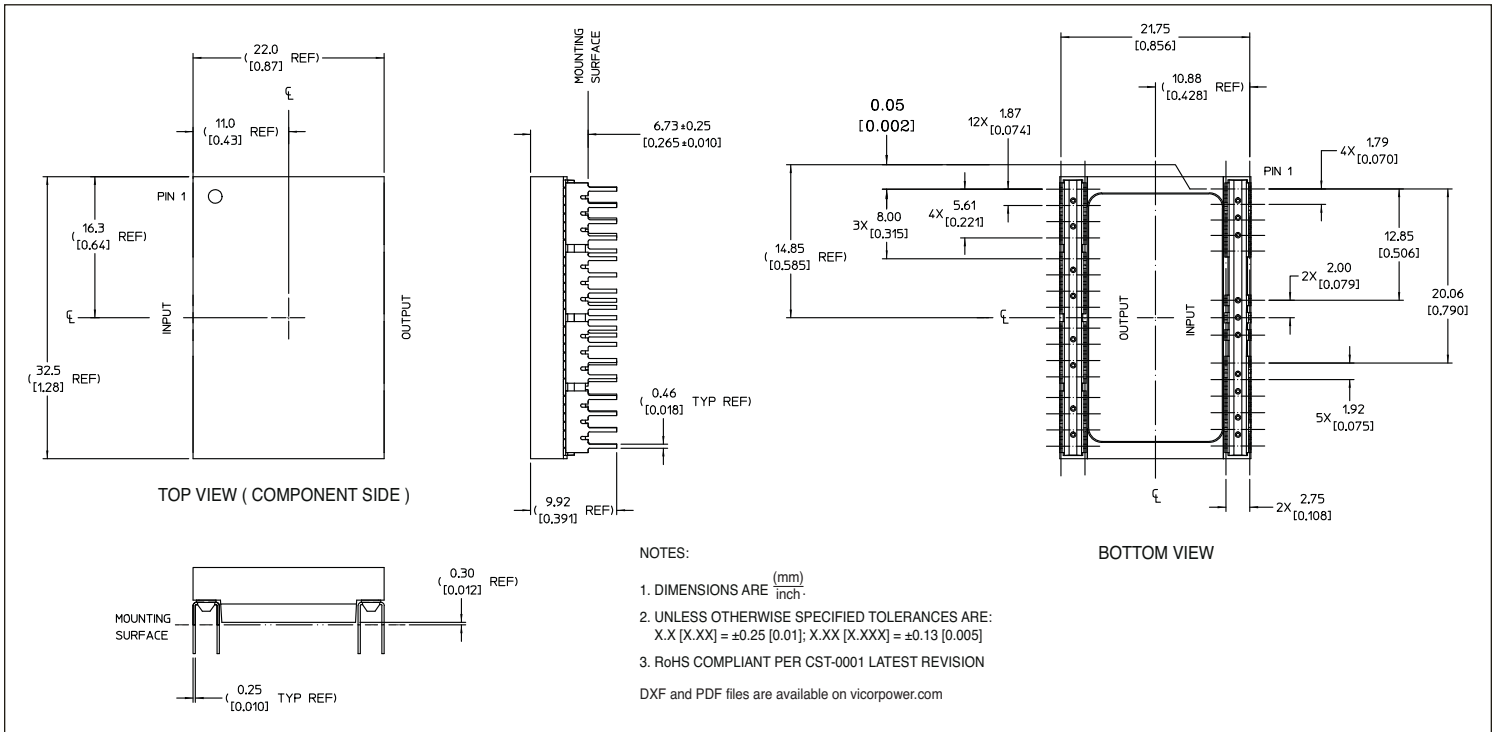 22.0
( REF)
[0.87]
℄
11.0
( REF)
[0.43]
PIN 1
16.3
( REF)
[0.64]
℄
INPUT
OUTPUT
32.5
( REF)
[1.28]
TOP VIEW ( COMPONENT SIDE )
MOUNTING
SURFACE
6.73±0.25
[0.265±0.010]
0.46
( TYP REF)
[0.018]
9.92
( REF)
[0.391]
0.30
( REF)
[0.012]
MOUNTING
SURFACE
0.25
( TYP REF)
[0.010]
21.75
[0.856]
10.88
( REF)
[0.428]
0.05
[0.002]
12X 1.87
[0.074]
4X 1.79
[0.070]
PIN 1
4X 5.61
[0.221]
3X 8.00
[0.315]
14.85
( REF)
[0.585]
12.85
[0.506]
2X 2.00
[0.079]
20.06
[0.790]
℄
OUTPUT
INPUT
5X 1.92
[0.075]
℄
2X 2.75
[0.108]
BOTTOM VIEW
NOTES:
1. DIMENSIONS ARE (mm)
inch.
2. UNLESS OTHERWISE SPECIFIED TOLERANCES ARE:
X.X [X.XX] = ±0.25 [0.01]; X.XX [X.XXX] = ±0.13 [0.005]
3. RoHS COMPLIANT PER CST-0001 LATEST REVISION
DXF and PDF files are available on vicorpower.com